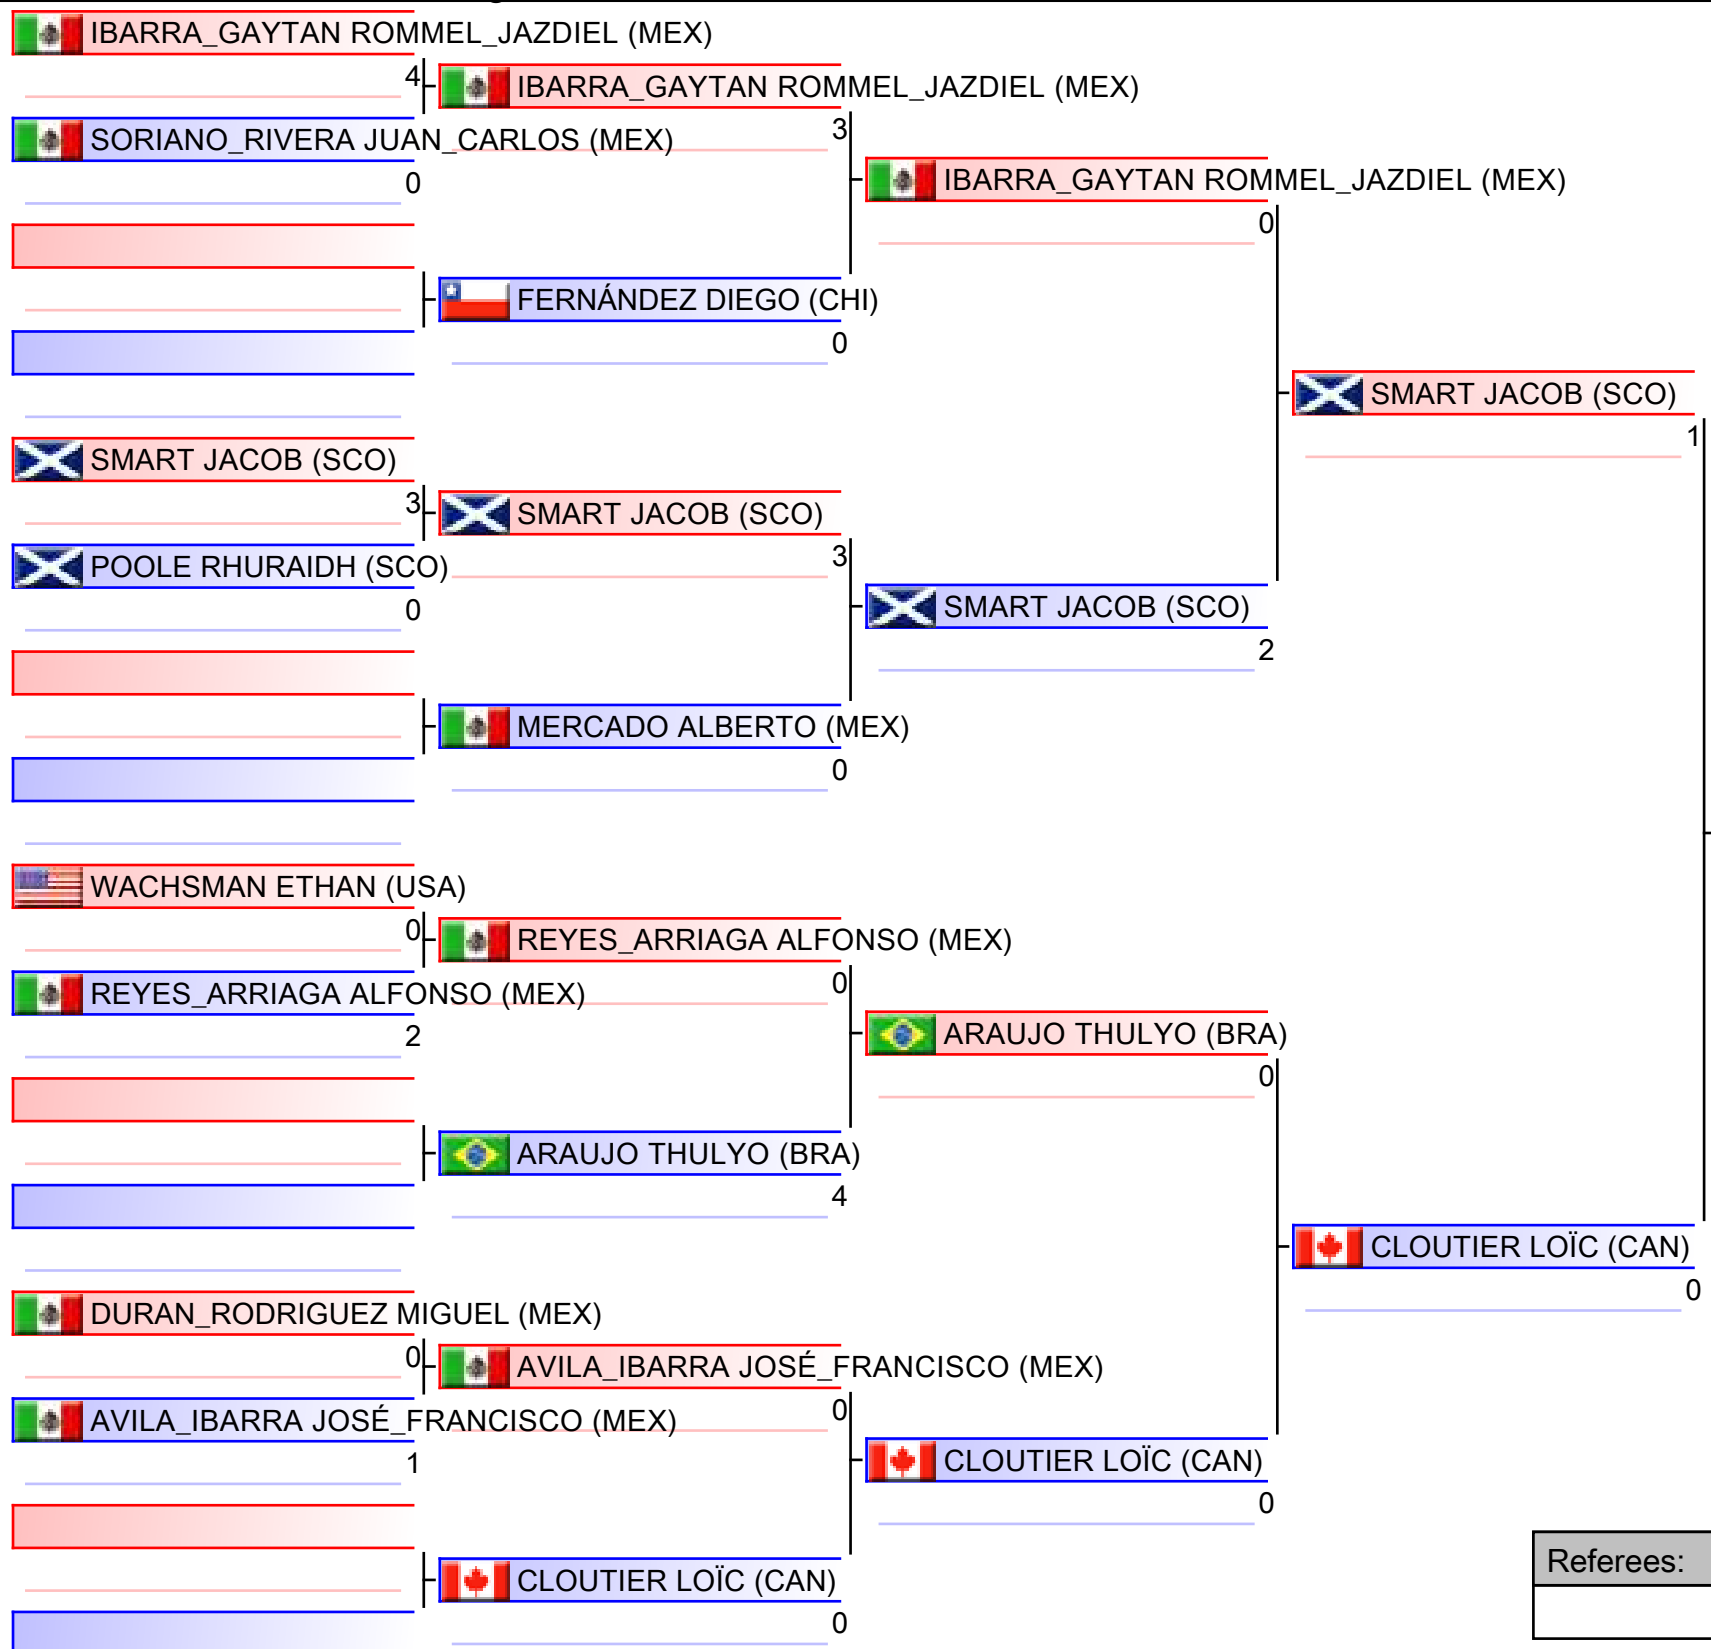 IBARRA_GAYTAN ROMMEL_JAZDIEL (MEX)
4
SORIANO_RIVERA JUAN_CARLOS (MEX)
0
SMART JACOB (SCO)
3
POOLE RHURAIDH (SCO)
0
WACHSMAN ETHAN (USA)
0
REYES_ARRIAGA ALFONSO (MEX)
2
DURAN_RODRIGUEZ MIGUEL (MEX)
0
AVILA_IBARRA JOSÉ_FRANCISCO (MEX)
1
IBARRA_GAYTAN ROMMEL_JAZDIEL (MEX)
3
FERNÁNDEZ DIEGO (CHI)
0
SMART JACOB (SCO)
3
MERCADO ALBERTO (MEX)
0
REYES_ARRIAGA ALFONSO (MEX)
0
ARAUJO THULYO (BRA)
4
AVILA_IBARRA JOSÉ_FRANCISCO (MEX)
0
CLOUTIER LOÏC (CAN)
0
IBARRA_GAYTAN ROMMEL_JAZDIEL (MEX)
0
SMART JACOB (SCO)
2
ARAUJO THULYO (BRA)
0
CLOUTIER LOÏC (CAN)
0
SMART JACOB (SCO)
1
CLOUTIER LOÏC (CAN)
0
Referees: